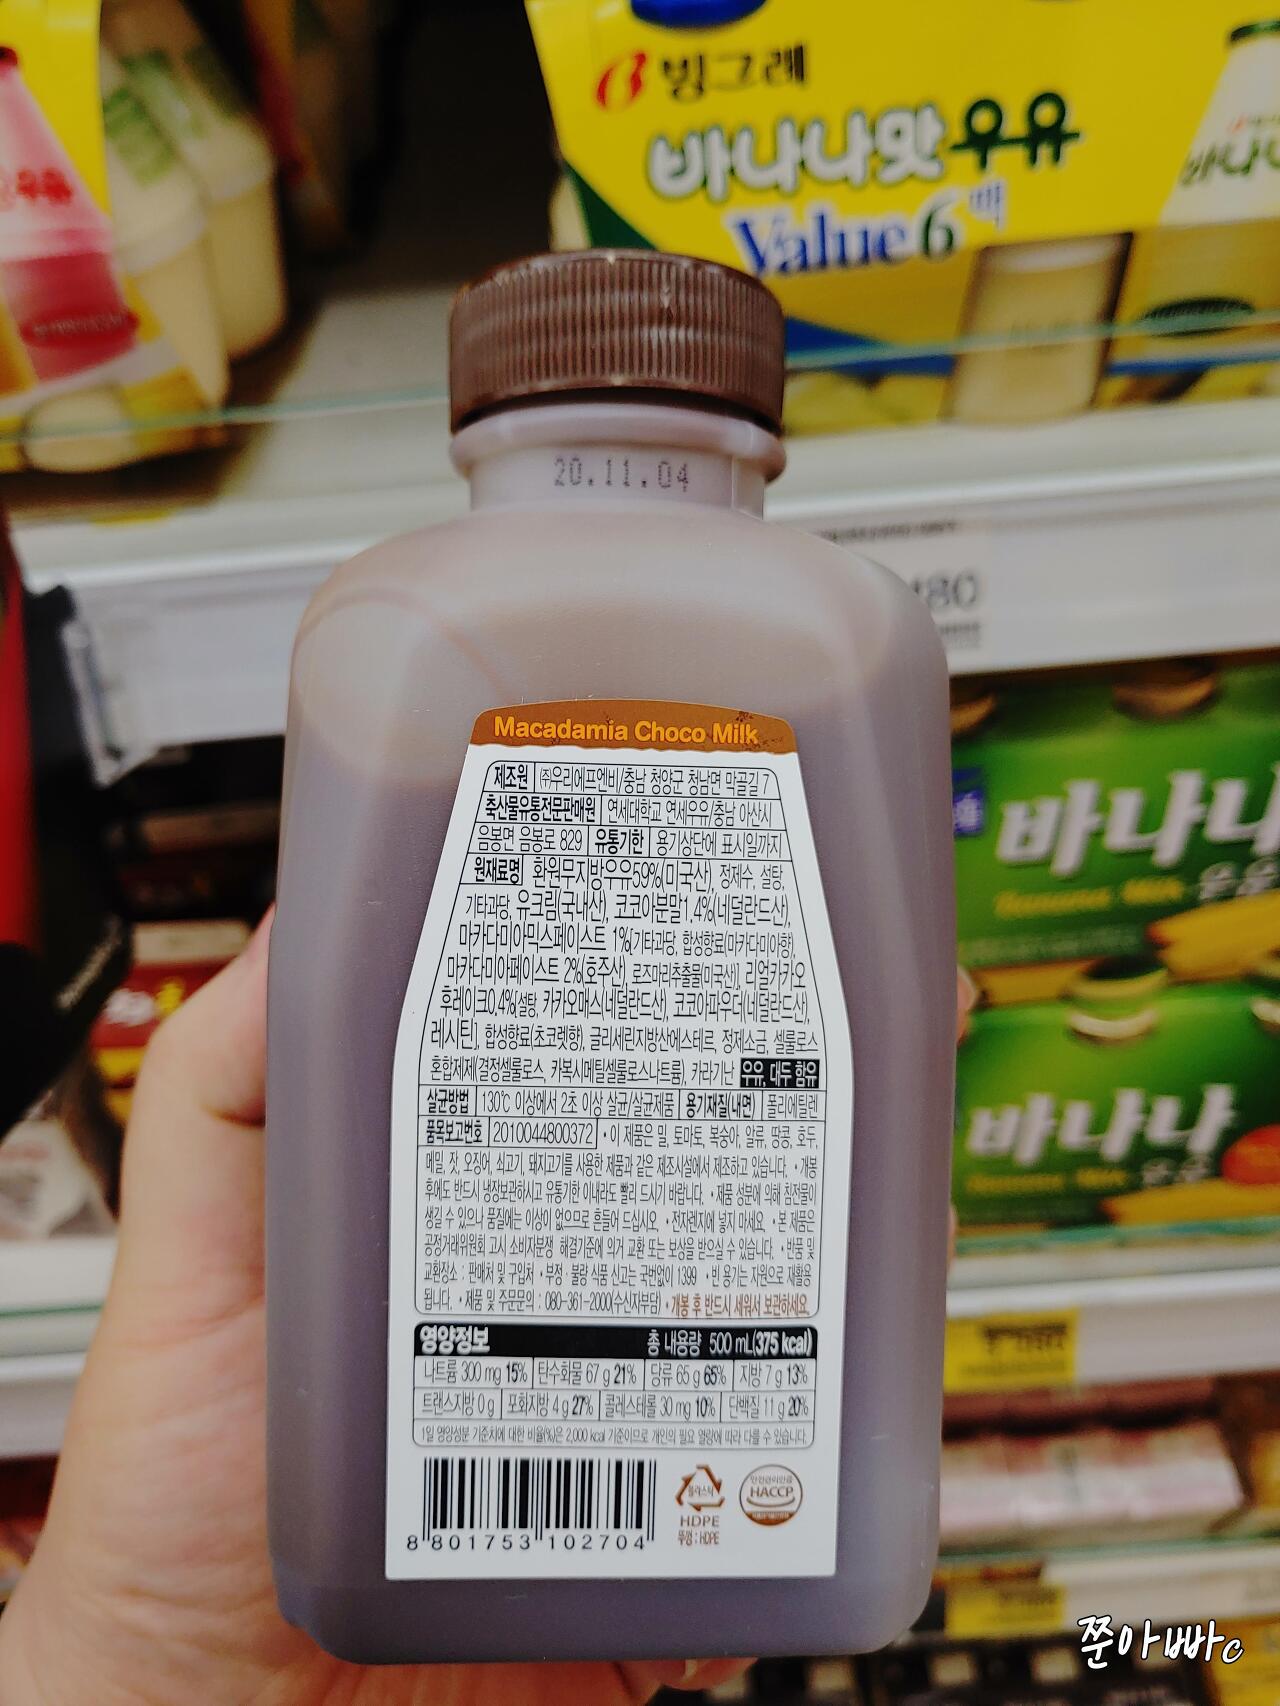 빙그레
바나나맛우유
Value 6 팩
20.11.04
180
Macadamia Choco Milk
제조원 ㈜우리에프엔비/충남 청양군 청남면 막골길 7
축산물유통전문판매원 연세대학교 연세우유/충남 아산시
음봉면 음봉로 829 유통기한 용기상단에 표시일까지
원재료명 환원무지방우유59%(미국산), 정제수, 설탕,
기타과당, 유크림(국내산), 코코아분말1.4%(네덜란드산),
마카다미아믹스페이스트 1%[기타과당, 합성향료(마카다미아향),
마카다미아페이스트 2%(호주산), 로즈마리추출물(미국산)], 리얼카카오
후레이크0.4%[설탕, 카카오매스(네덜란드산), 코코아파우더(네덜란드산),
레시틴], 합성향료(초코렛향), 글리세린지방산에스테르, 정제소금, 셀룰로스
혼합제제(결정셀룰로스, 카복시메틸셀룰로스나트륨), 카라기난 우유, 대두 함유
살균방법 130℃ 이상에서 2초 이상 살균/살균제품 용기재질(내면) 폴리에틸렌
품목보고번호 2010044800372 •이 제품은 밀, 토마토, 복숭아, 알류, 땅콩, 호두,
메밀, 잣, 오징어, 쇠고기, 돼지고기를 사용한 제품과 같은 제조시설에서 제조하고 있습니다. •개봉
후에도 반드시 냉장보관하시고 유통기한 이내라도 빨리 드시기 바랍니다. •제품 성분에 의해 침전물이
생길 수 있으나 품질에는 이상이 없으므로 흔들어 드십시오. •전자렌지에 넣지 마세요 •본 제품은
공정거래위원회 고시 소비자분쟁 해결기준에 의거 교환 또는 보상을 받으실 수 있습니다. •반품 및
교환장소 : 판매처 및 구입처 •부정·불량 식품 신고는 국번없이 1399 •빈 용기는 자원으로 재활용
됩니다. •제품 및 주문문의 : 080-361-2000(수신자부담) •개봉 후 반드시 세워서 보관하세요.
영양정보 총 내용량 500 mL(375 kcal)
나트륨 300 mg 15% 탄수화물 67 g 21% 당류 65 g 65% 지방 7 g 13%
트랜스지방 0 g 포화지방 4 g 27% 콜레스테롤 30 mg 10% 단백질 11 g 20%
1일 영양성분 기준치에 대한 비율(%)은 2,000 kcal 기준이므로 개인의 필요 열량에 따라 다를 수 있습니다.
8 801753 102704
플라스틱
HDPE
뚜껑 : HDPE
HACCP
바나나
Banana Milk 우유
바나나
우유
쭌아빠c